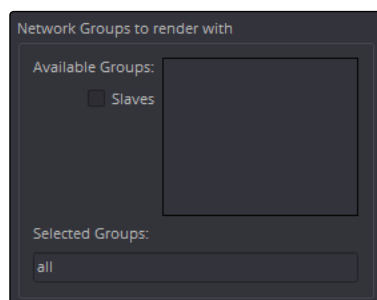 Network Groups to render with
Available Groups:
Slaves
Selected Groups:
all